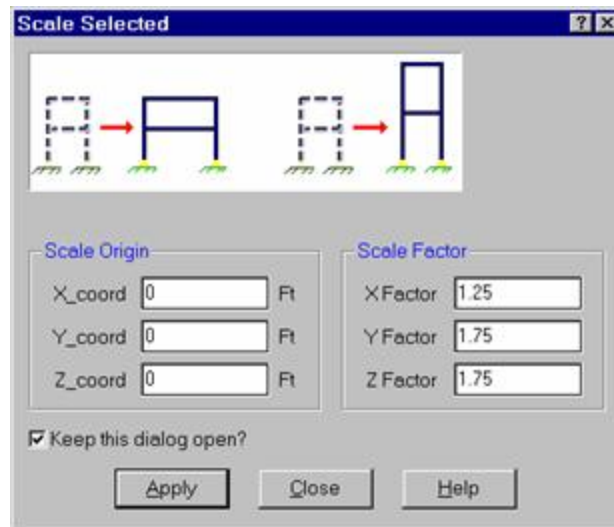 Scale Selected
Scale Origin
X_coord 0 Ft
Y_coord 0 Ft
Z_coord 0 Ft
Scale Factor
X Factor 1.25
Y Factor 1.75
Z Factor 1.75
Keep this dialog open?
Apply Close Help